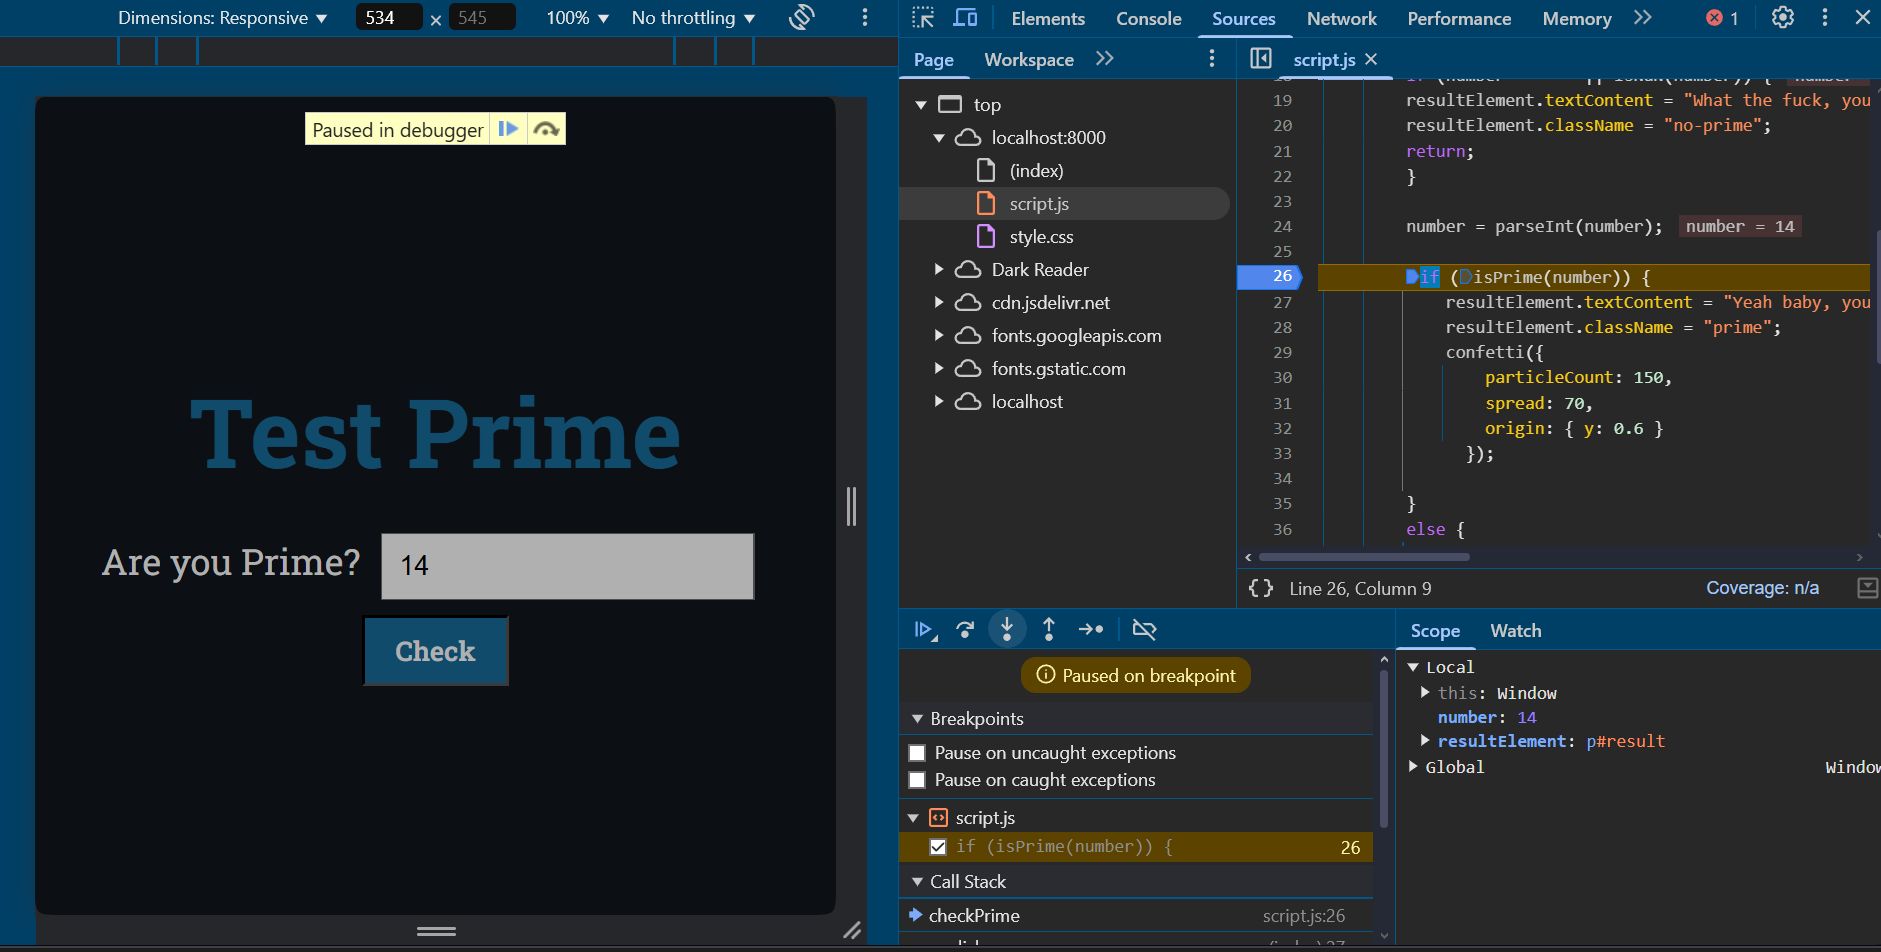 Dimensions: Responsive ▼ 534 × 545 100% ▼ No throttling ▼
Paused in debugger
Test Prime
Are you Prime? 14
Check
Elements Console Sources Network Performance Memory 1
Page Workspace
top
localhost:8000
(index)
script.js
style.css
Dark Reader
cdn.jsdelivr.net
fonts.googleapis.com
fonts.gstatic.com
localhost
script.js
19 resultElement.textContent = "What the fuck, you
20 resultElement.className = "no-prime";
21 return;
22 }
23
24 number = parseInt(number); number = 14
25
26 if (isPrime(number)) {
27 resultElement.textContent = "Yeah baby, you
28 resultElement.className = "prime";
29 confetti({
30 particleCount: 150,
31 spread: 70,
32 origin: { y: 0.6 }
33 });
34
35 }
36 else {
{} Line 26, Column 9 Coverage: n/a
Paused on breakpoint
Breakpoints
Pause on uncaught exceptions
Pause on caught exceptions
script.js
if (isPrime(number)) { 26
Call Stack
checkPrime script.js:26
Scope Watch
Local
this: Window
number: 14
resultElement: p#result
Global Window